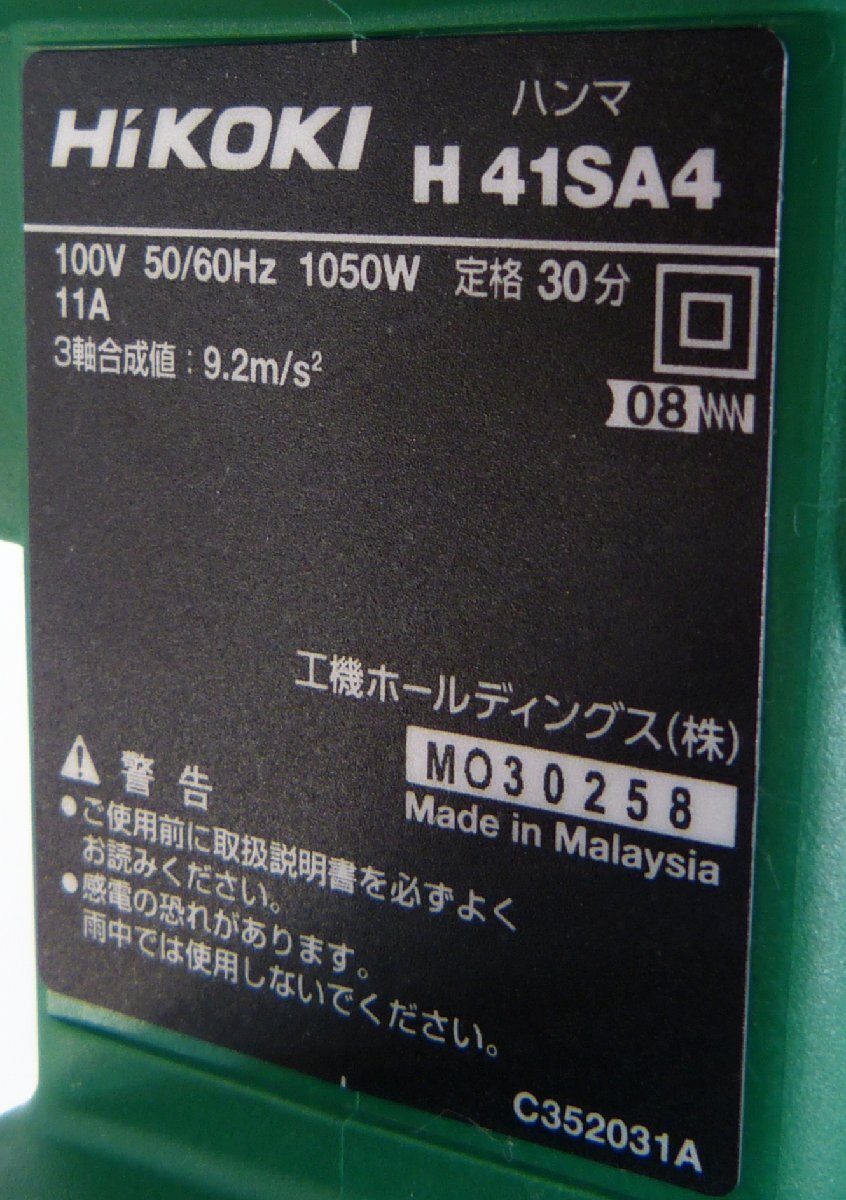 HiKOKI
ハンマ
H 41SA4
100V 50/60Hz 1050W 定格 30分
11A
3軸合成値：9.2m/s²
08
工機ホールディングス(株)
MO30258
Made in Malaysia
警告
●ご使用前に取扱説明書を必ずよく
お読みください。
●感電の恐れがあります。
雨中では使用しないでください。
C352031A